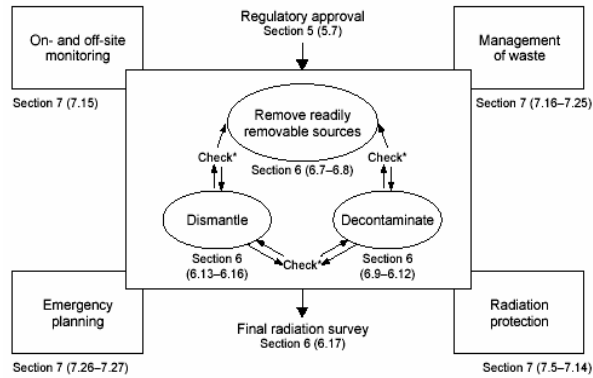 Regulatory approval
Section 5 (5.7)
On- and off-site
monitoring
Section 7 (7.15)
Management
of waste
Section 7 (7.16–7.25)
Remove readily
removable sources
Section 6 (6.7–6.8)
Check*
Check*
Dismantle
Section 6
(6.13–6.16)
Decontaminate
Section 6
(6.9–6.12)
Check*
Emergency
planning
Section 7 (7.26–7.27)
Final radiation survey
Section 6 (6.17)
Radiation
protection
Section 7 (7.5–7.14)